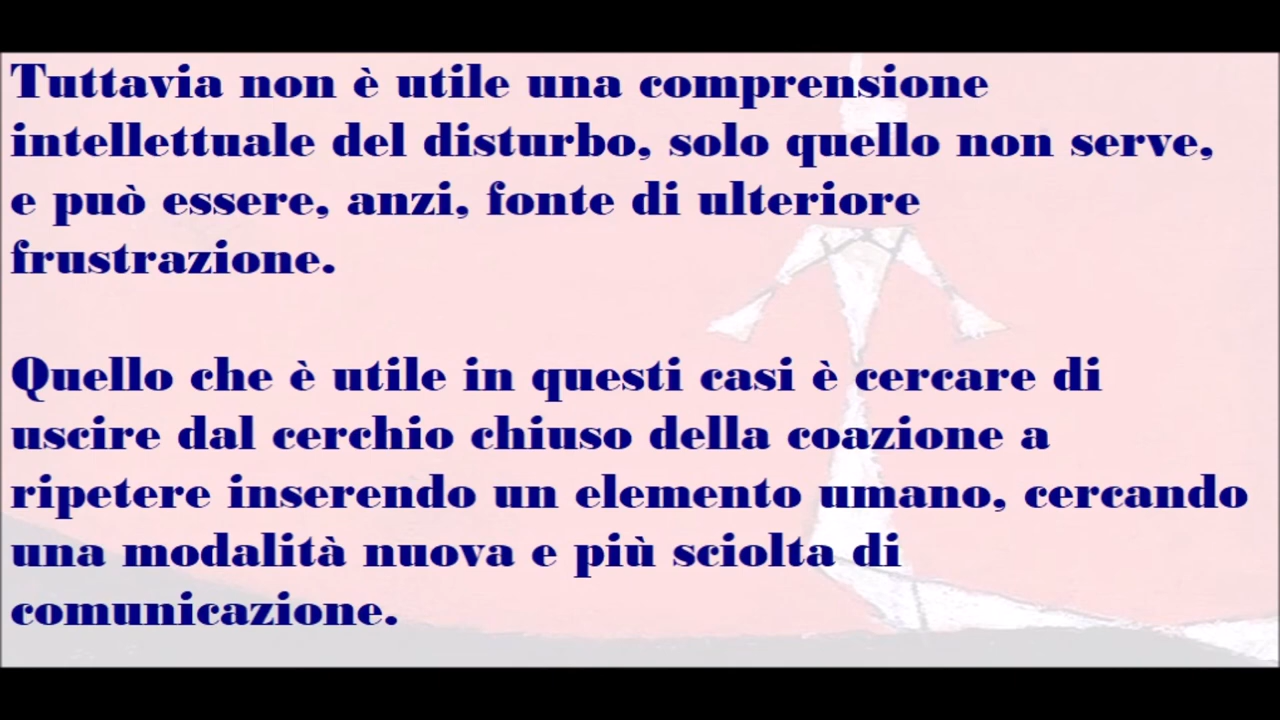 Tuttavia non è utile una comprensione
intellettuale del disturbo, solo quello non serve,
e può essere, anzi, fonte di ulteriore
frustrazione.
Quello che è utile in questi casi è cercare di
uscire dal cerchio chiuso della coazione a
ripetere inserendo un elemento umano, cercando
una modalità nuova e più sciolta di
comunicazione.